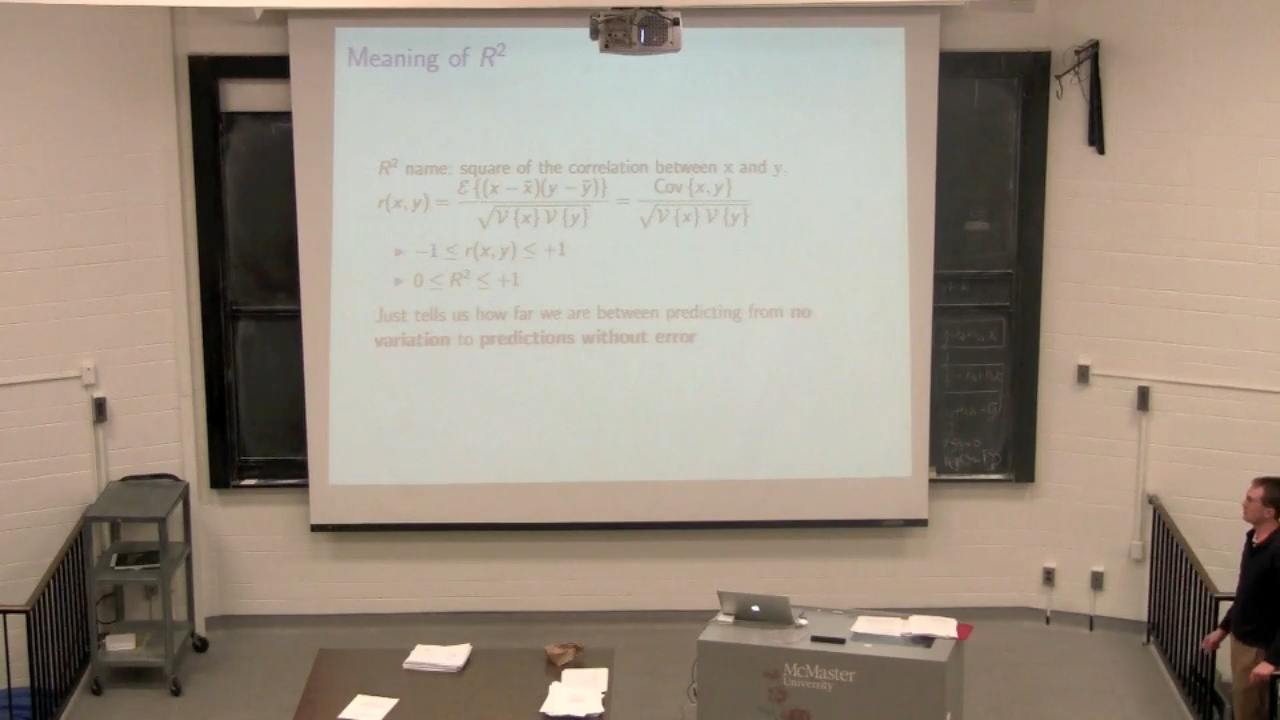 Meaning of R²
R² name: square of the correlation between x and y.
r(x, y) = ℰ{(x − x̄)(y − ȳ)} / √𝒱{x} 𝒱{y} = Cov{x, y} / √𝒱{x} 𝒱{y}
▸ −1 ≤ r(x, y) ≤ +1
▸ 0 ≤ R² ≤ +1
Just tells us how far we are between predicting from no
variation to predictions without error
McMaster
University